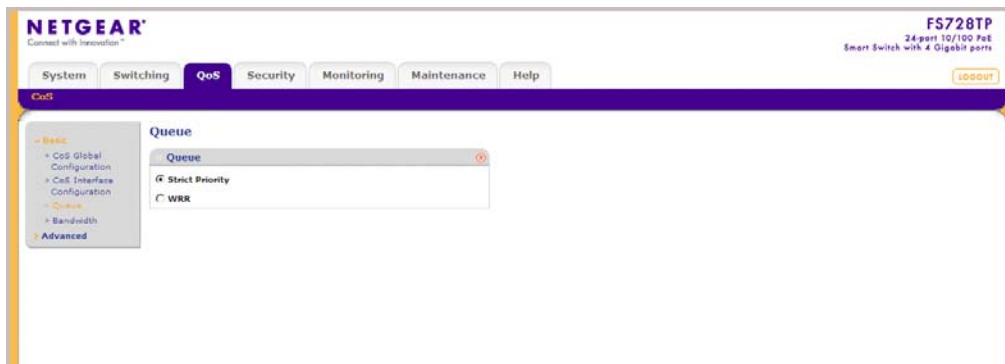 NETGEAR
Connect with Innovation™
FS728TP
24-port 10/100 PoE
Smart Switch with 4 Gigabit ports
System
Switching
QoS
Security
Monitoring
Maintenance
Help
LOGOUT
CoS
Basic
CoS Global
Configuration
CoS Interface
Configuration
Queue
Bandwidth
Advanced
Queue
Queue
Strict Priority
WRR